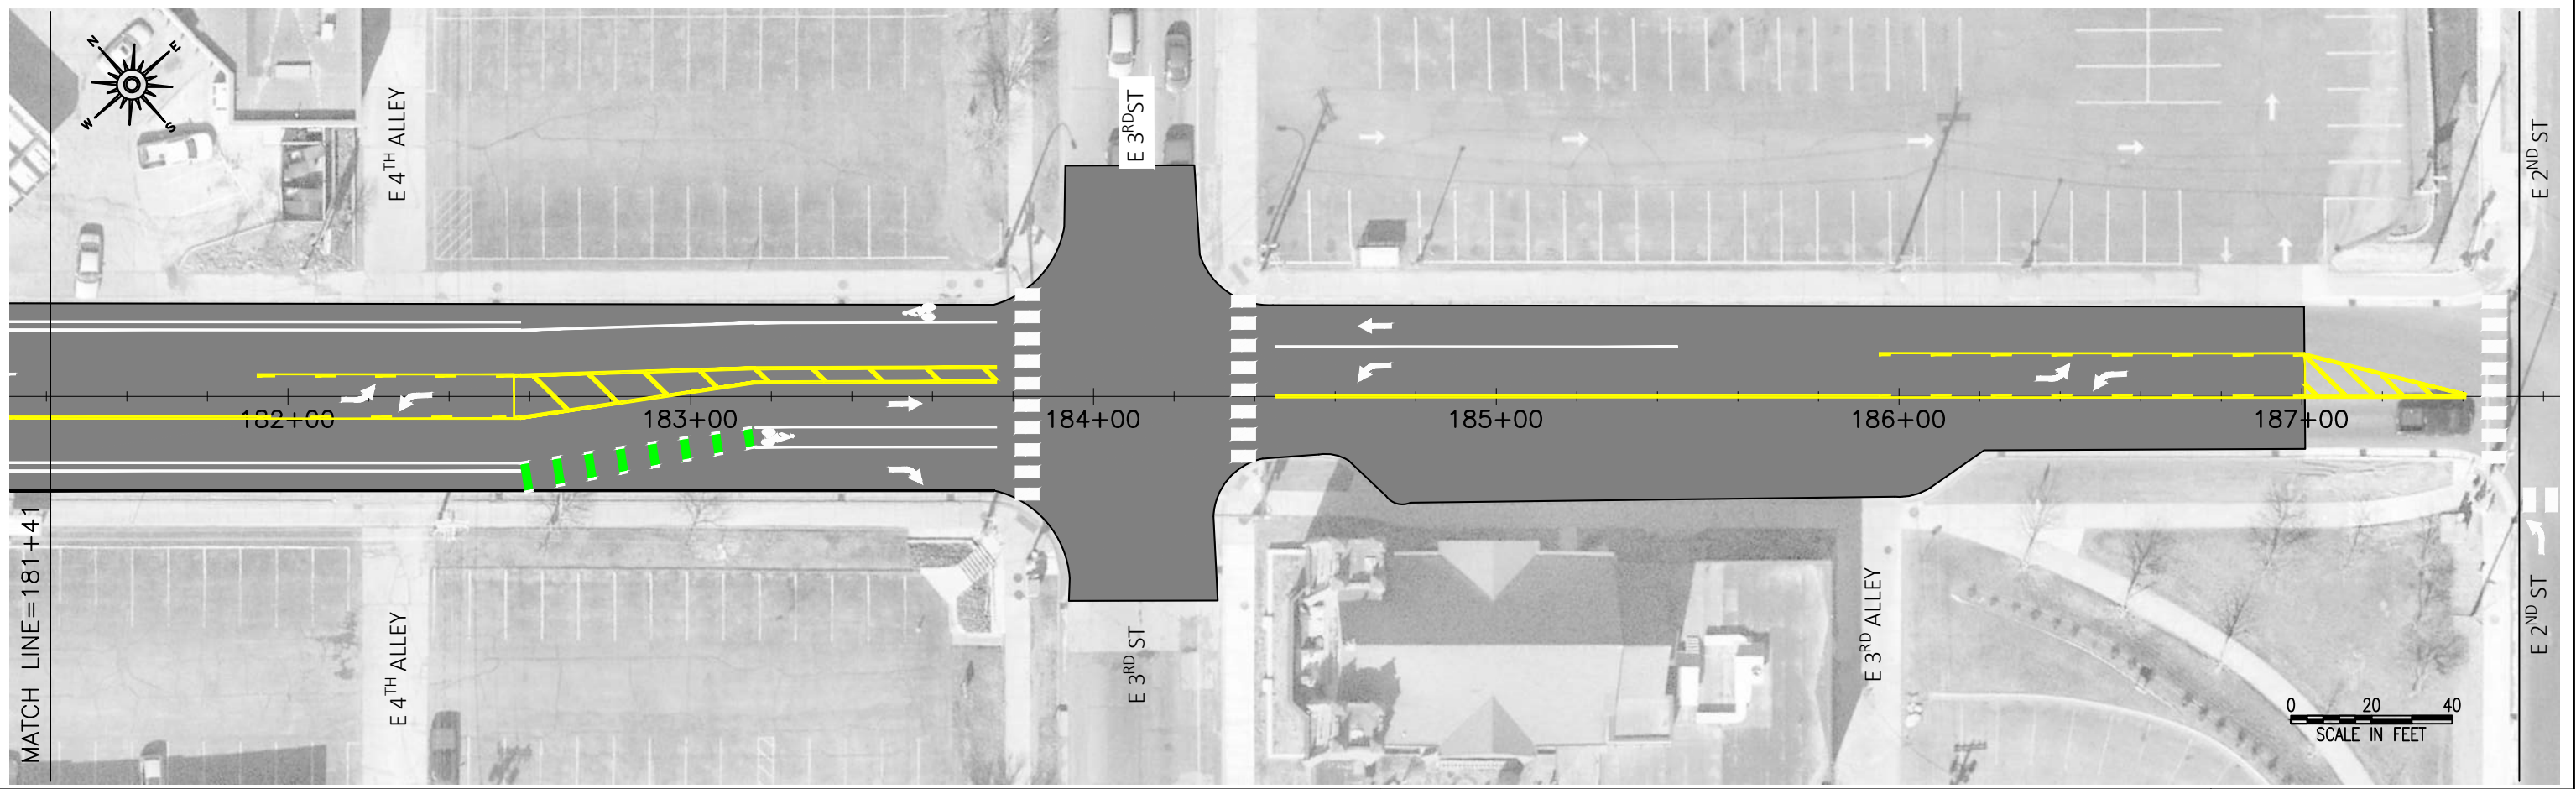 N
E
W
S
E 4TH ALLEY
E 3RD ST
E 2ND ST
182+00
183+00
184+00
185+00
186+00
187+00
MATCH LINE=181+41
E 4TH ALLEY
E 3RD ST
E 3RD ALLEY
E 2ND ST
0 20 40
SCALE IN FEET